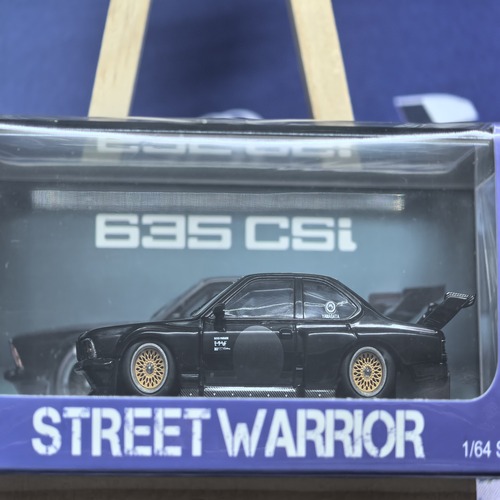 635 CSi
STREET WARRIOR
1/64 S